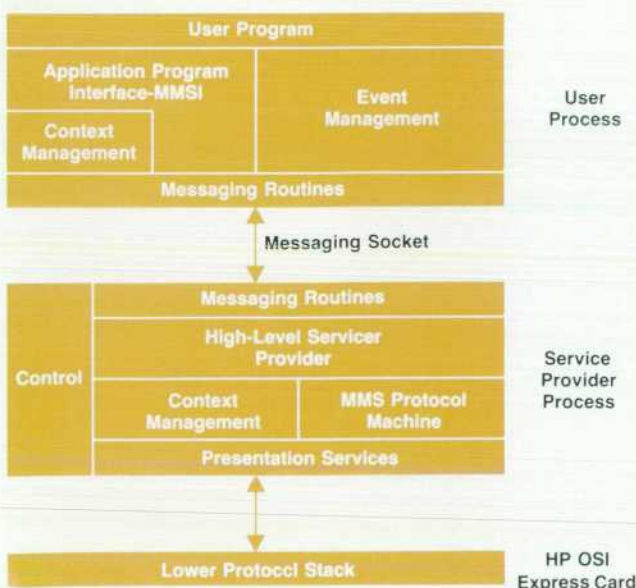 User Program
Application Program
Interface-MMSI
Context
Management
Event
Management
Messaging Routines
User
Process
Messaging Socket
Control
Messaging Routines
High-Level Servicer
Provider
Context
Management
MMS Protocol
Machine
Presentation Services
Service
Provider
Process
Lower Protocol Stack
HP OSI
Express Card